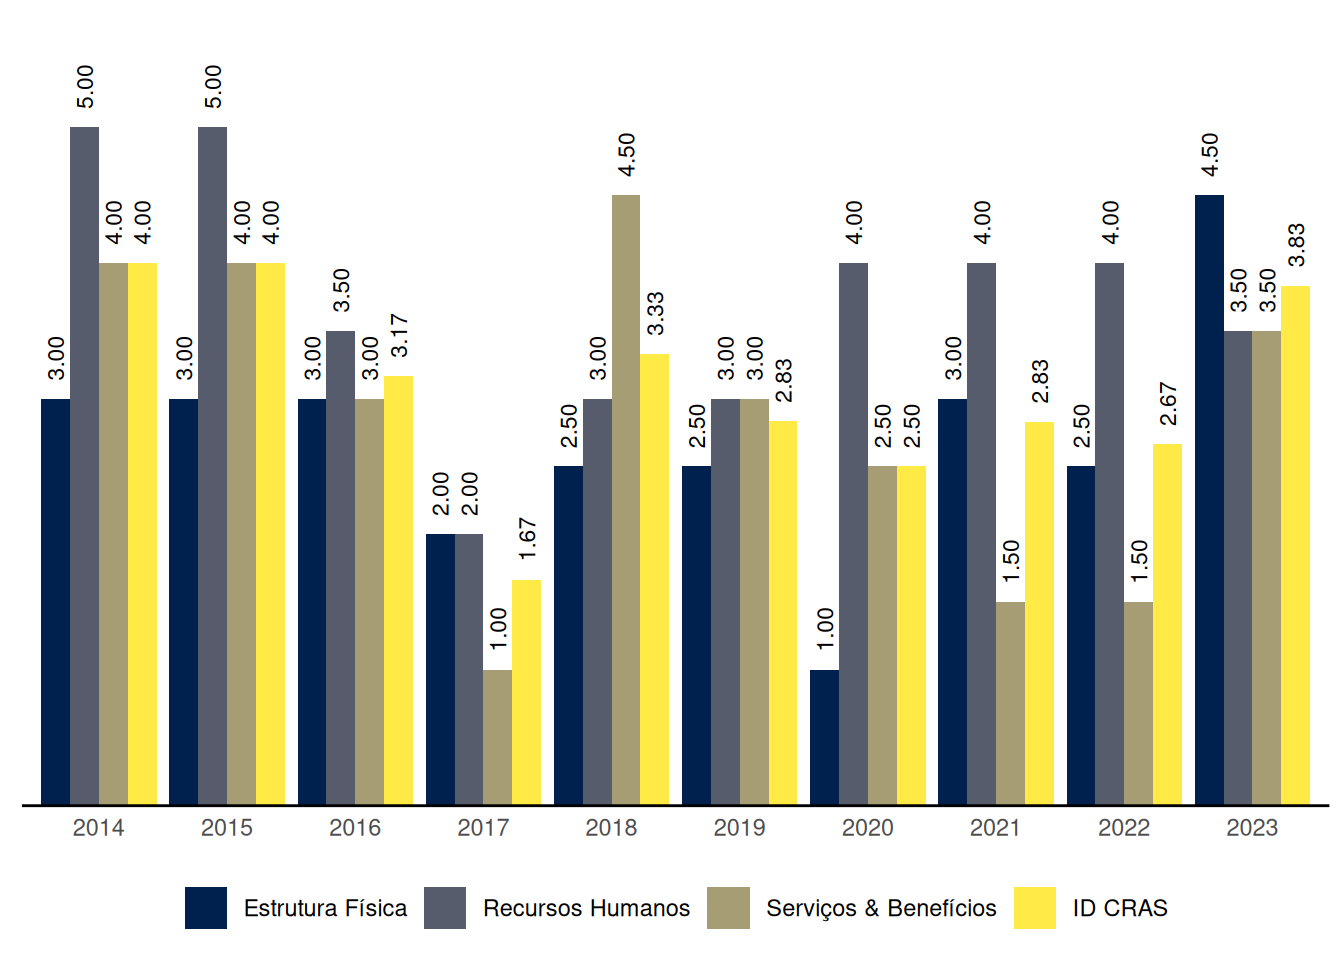 3.00 5.00 4.00 4.00
3.00 5.00 4.00 4.00
3.00 3.50 3.00 3.17
2.00 2.00 1.00 1.67
2.50 3.00 4.50 3.33
2.50 3.00 3.00 2.83
1.00 4.00 2.50 2.50
3.00 4.00 1.50 2.83
2.50 4.00 1.50 2.67
4.50 3.50 3.50 3.83
2014 2015 2016 2017 2018 2019 2020 2021 2022 2023
Estrutura Física Recursos Humanos Serviços & Benefícios ID CRAS